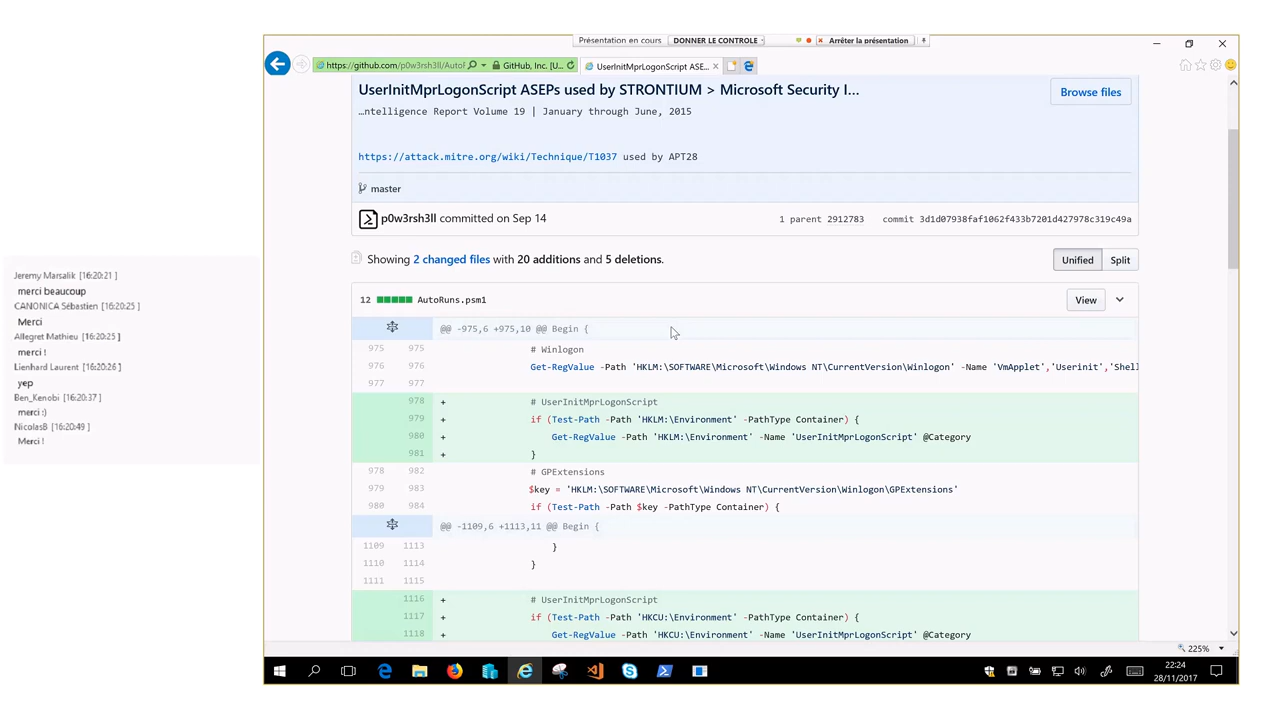 Présentation en cours DONNER LE CONTROLE Arrêter la présentation
https://github.com/p0w3rsh3ll/AutoR GitHub, Inc. [U... UserInitMprLogonScript ASE...
UserInitMprLogonScript ASEPs used by STRONTIUM > Microsoft Security I...
Browse files
…ntelligence Report Volume 19 | January through June, 2015
https://attack.mitre.org/wiki/Technique/T1037 used by APT28
master
p0w3rsh3ll committed on Sep 14 1 parent 2912783 commit 3d1d07938faf1062f433b7201d427978c319c49a
Showing 2 changed files with 20 additions and 5 deletions. Unified Split
12 AutoRuns.psm1 View
@@ -975,6 +975,10 @@ Begin {
975 975 # Winlogon
976 976 Get-RegValue -Path 'HKLM:\SOFTWARE\Microsoft\Windows NT\CurrentVersion\Winlogon' -Name 'VmApplet','Userinit','Shell
977 977
978 + # UserInitMprLogonScript
979 + if (Test-Path -Path 'HKLM:\Environment' -PathType Container) {
980 + Get-RegValue -Path 'HKLM:\Environment' -Name 'UserInitMprLogonScript' @Category
981 + }
978 982 # GPExtensions
979 983 $key = 'HKLM:\SOFTWARE\Microsoft\Windows NT\CurrentVersion\Winlogon\GPExtensions'
980 984 if (Test-Path -Path $key -PathType Container) {
@@ -1109,6 +1113,11 @@ Begin {
1109 1113 }
1110 1114 }
1111 1115
1116 + # UserInitMprLogonScript
1117 + if (Test-Path -Path 'HKCU:\Environment' -PathType Container) {
1118 + Get-RegValue -Path 'HKCU:\Environment' -Name 'UserInitMprLogonScript' @Category
225%
22:24
28/11/2017
Jeremy Marsalik [16:20:21 ]
merci beaucoup
CANONICA Sébastien [16:20:25 ]
Merci
Allegret Mathieu [16:20:25 ]
merci !
Lienhard Laurent [16:20:26 ]
yep
Ben_Kenobi [16:20:37 ]
merci :)
NicolasB [16:20:49 ]
Merci !